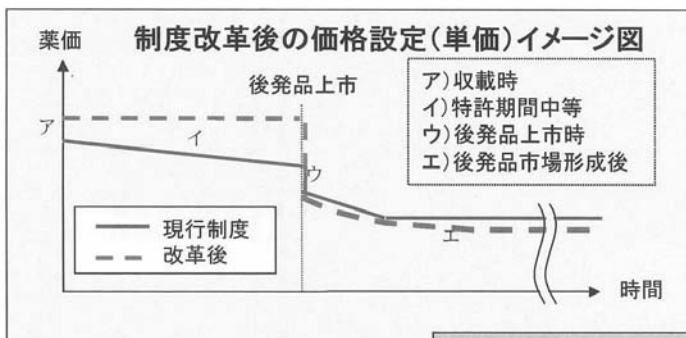 薬価
制度改革後の価格設定(単価)イメージ図
後発品上市
ア)収載時
イ)特許期間中等
ウ)後発品上市時
エ)後発品市場形成後
ア
イ
ウ
エ
現行制度
改革後
時間